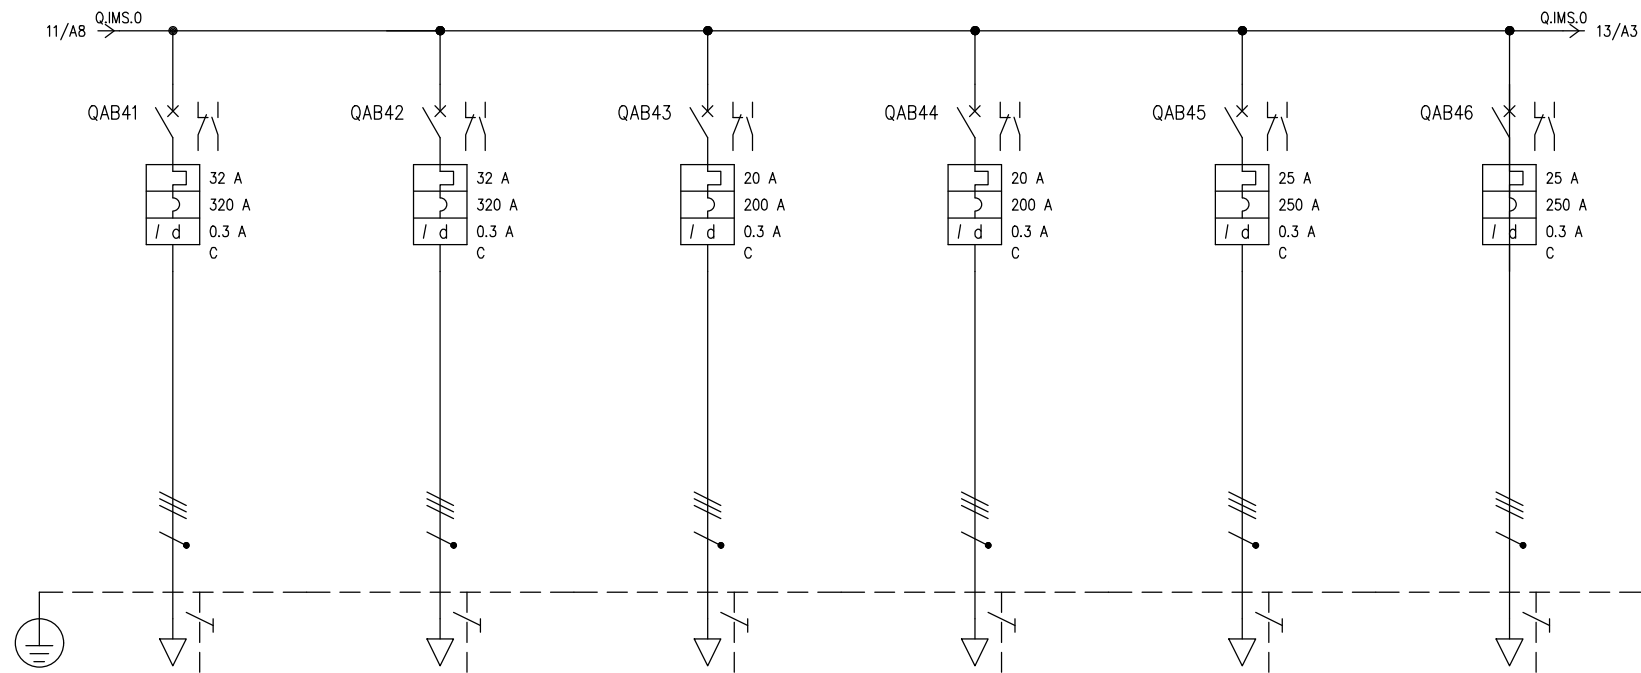 Q.IMS.0 Q.IMS.0
11/A8 13/A3
QAB41 QAB42 QAB43 QAB44 QAB45 QAB46
32 A 32 A 20 A 20 A 25 A 25 A
320 A 320 A 200 A 200 A 250 A 250 A
I d 0.3 A I d 0.3 A I d 0.3 A I d 0.3 A I d 0.3 A I d 0.3 A
C C C C C C